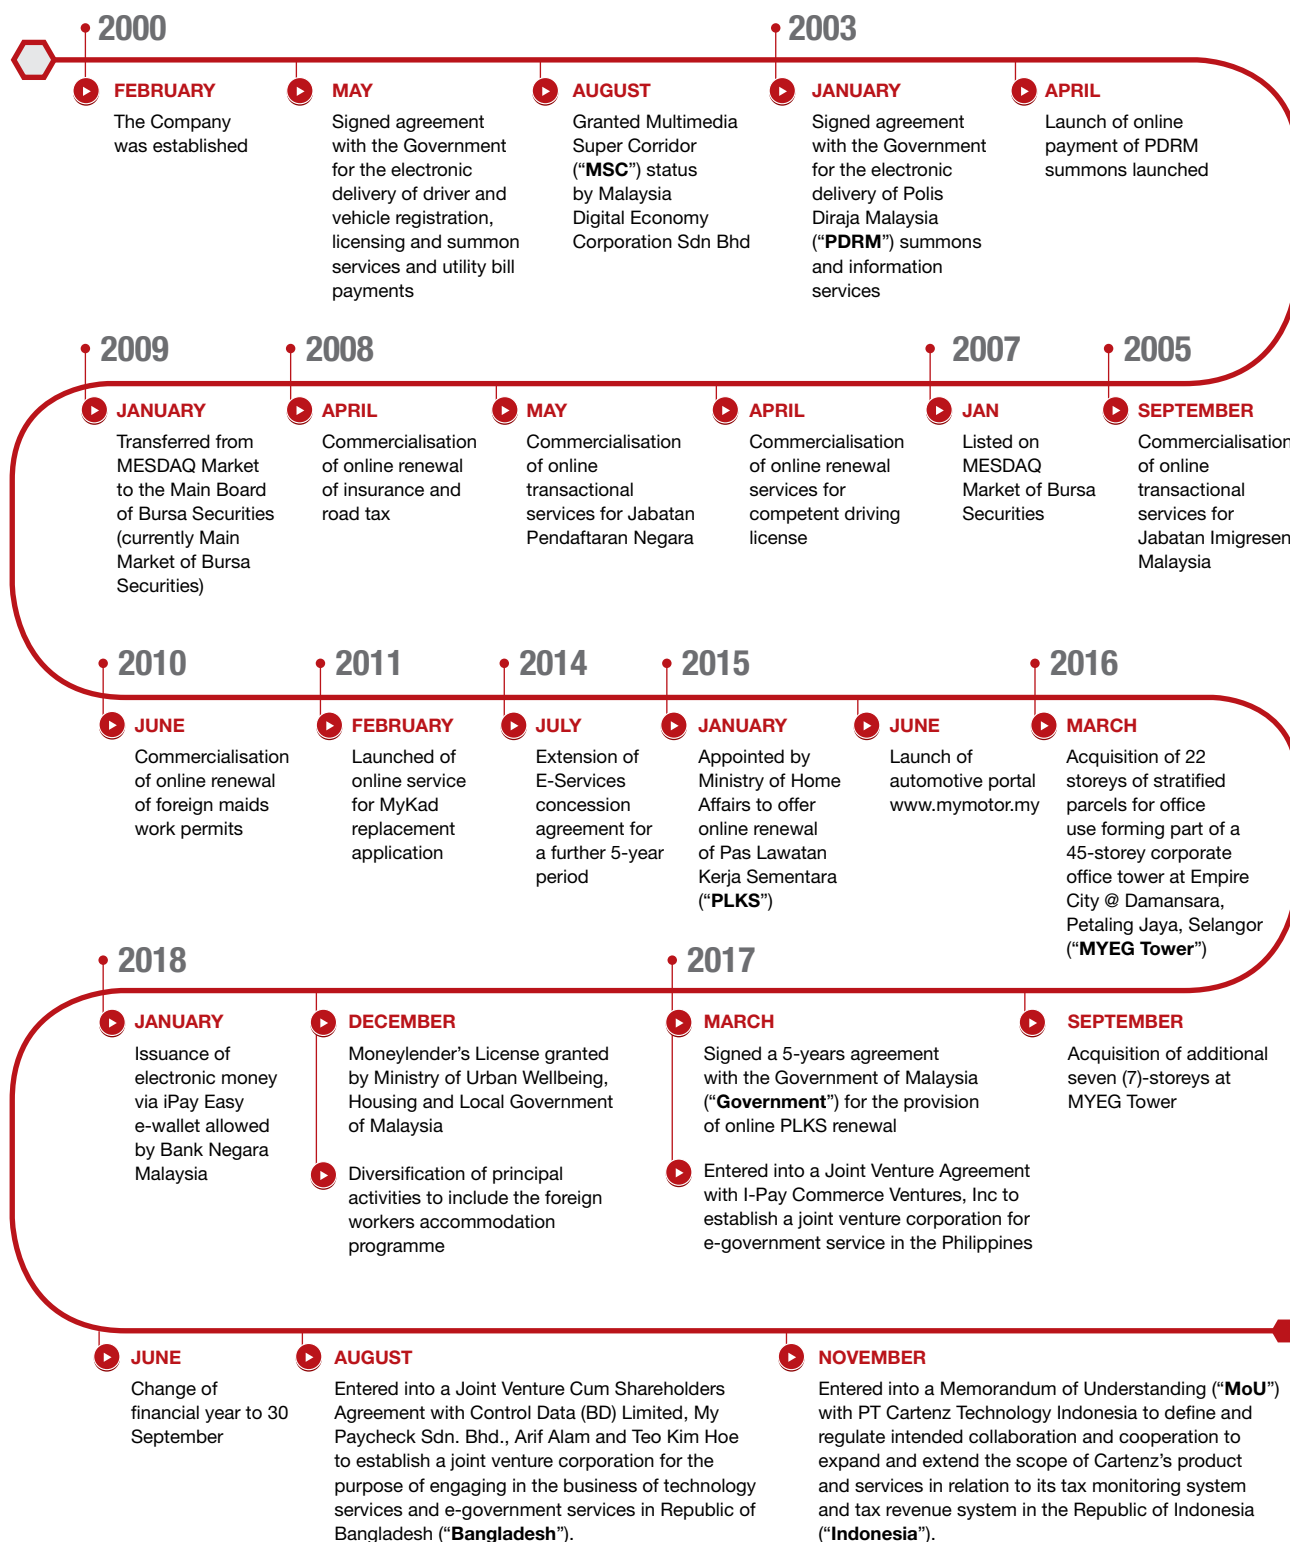 2000
FEBRUARY
The Company
was established
MAY
Signed agreement
with the Government
for the electronic
delivery of driver and
vehicle registration,
licensing and summon
services and utility bill
payments
AUGUST
Granted Multimedia
Super Corridor
(“MSC”) status
by Malaysia
Digital Economy
Corporation Sdn Bhd
2003
JANUARY
Signed agreement
with the Government
for the electronic
delivery of Polis
Diraja Malaysia
(“PDRM”) summons
and information
services
APRIL
Launch of online
payment of PDRM
summons launched
2009
JANUARY
Transferred from
MESDAQ Market
to the Main Board
of Bursa Securities
(currently Main
Market of Bursa
Securities)
2008
APRIL
Commercialisation
of online renewal
of insurance and
road tax
MAY
Commercialisation
of online
transactional
services for Jabatan
Pendaftaran Negara
APRIL
Commercialisation
of online renewal
services for
competent driving
license
2007
JAN
Listed on
MESDAQ
Market of Bursa
Securities
2005
SEPTEMBER
Commercialisation
of online
transactional
services for
Jabatan Imigresen
Malaysia
2010
JUNE
Commercialisation
of online renewal
of foreign maids
work permits
2011
FEBRUARY
Launched of
online service
for MyKad
replacement
application
2014
JULY
Extension of
E-Services
concession
agreement for
a further 5-year
period
2015
JANUARY
Appointed by
Ministry of Home
Affairs to offer
online renewal
of Pas Lawatan
Kerja Sementara
(“PLKS”)
JUNE
Launch of
automotive portal
www.mymotor.my
2016
MARCH
Acquisition of 22
storeys of stratified
parcels for office
use forming part of a
45-storey corporate
office tower at Empire
City @ Damansara,
Petaling Jaya, Selangor
(“MYEG Tower”)
2018
JANUARY
Issuance of
electronic money
via iPay Easy
e-wallet allowed
by Bank Negara
Malaysia
DECEMBER
Moneylender’s License granted
by Ministry of Urban Wellbeing,
Housing and Local Government
of Malaysia
Diversification of principal
activities to include the foreign
workers accommodation
programme
2017
MARCH
Signed a 5-years agreement
with the Government of Malaysia
(“Government”) for the provision
of online PLKS renewal
Entered into a Joint Venture Agreement
with I-Pay Commerce Ventures, Inc to
establish a joint venture corporation for
e-government service in the Philippines
SEPTEMBER
Acquisition of additional
seven (7)-storeys at
MYEG Tower
JUNE
Change of
financial year to 30
September
AUGUST
Entered into a Joint Venture Cum Shareholders
Agreement with Control Data (BD) Limited, My
Paycheck Sdn. Bhd., Arif Alam and Teo Kim Hoe
to establish a joint venture corporation for the
purpose of engaging in the business of technology
services and e-government services in Republic of
Bangladesh (“Bangladesh”).
NOVEMBER
Entered into a Memorandum of Understanding (“MoU”)
with PT Cartenz Technology Indonesia to define and
regulate intended collaboration and cooperation to
expand and extend the scope of Cartenz’s product
and services in relation to its tax monitoring system
and tax revenue system in the Republic of Indonesia
(“Indonesia”).